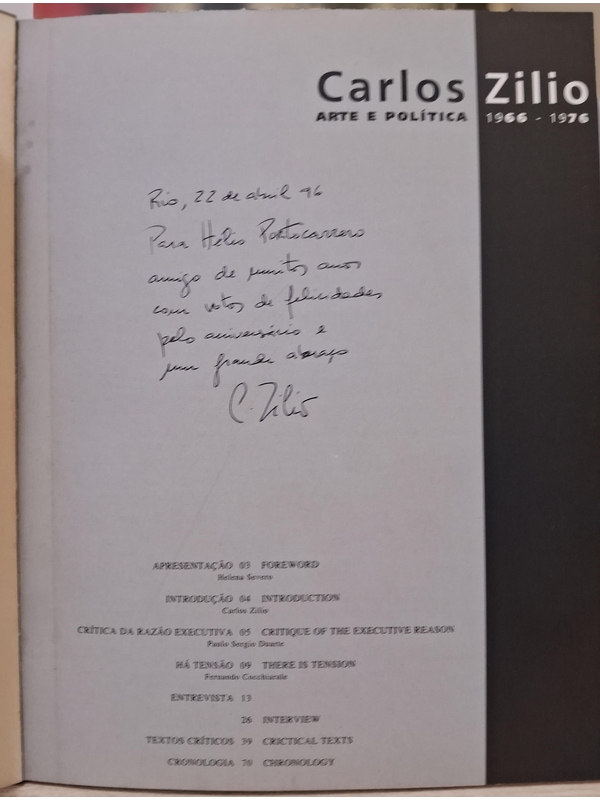 Carlos Zilio
ARTE E POLÍTICA 1966 - 1976
Rio, 22 de abril 96
Para Hélio Portocarrero
amigo de muitos anos
com votos de felicidades
pelo aniversário e
um grande abraço
C. Zilio
APRESENTAÇÃO 03 FOREWORD
Helena Severo
INTRODUÇÃO 04 INTRODUCTION
Carlos Zilio
CRÍTICA DA RAZÃO EXECUTIVA 05 CRITIQUE OF THE EXECUTIVE REASON
Paulo Sergio Duarte
HÁ TENSÃO 09 THERE IS TENSION
Fernando Cocchiarale
ENTREVISTA 13
26 INTERVIEW
TEXTOS CRÍTICOS 39 CRICTICAL TEXTS
CRONOLOGIA 70 CHRONOLOGY